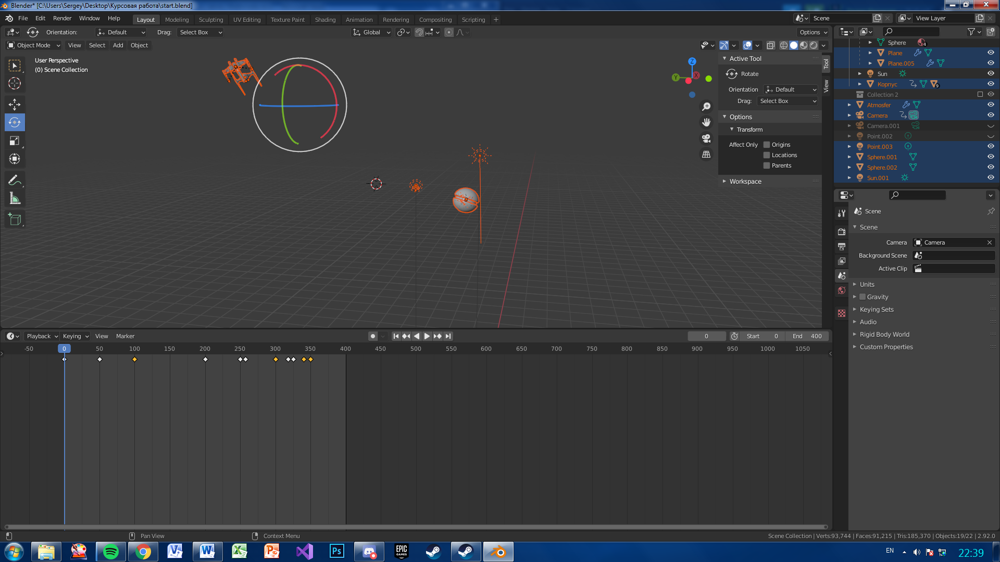 Blender* [C:\Users\Sergey\Desktop\Курсовая работа\start.blend]
File Edit Render Window Help Layout Modeling Sculpting UV Editing Texture Paint Shading Animation Rendering Compositing Scripting + Scene View Layer
Orientation: Default Drag: Select Box Global Options
Object Mode View Select Add Object
User Perspective
(0) Scene Collection
Z
Y
X
Active Tool
Rotate
Orientation Default
Drag: Select Box
Options
Transform
Affect Only Origins
Locations
Parents
Workspace
Tool
View
Sphere 4
Plane
Plane.005
Sun
Корпус 9
Collection 2
Atmosfer
Camera
Camera.001
Point.002
Point.003
Sphere.001
Sphere.002
Sun.001
Scene
Scene
Camera Camera
Background Scene
Active Clip
Units
Gravity
Keying Sets
Audio
Rigid Body World
Custom Properties
Playback Keying View Marker 0 Start 0 End 400
-50 0 50 100 150 200 250 300 350 400 450 500 550 600 650 700 750 800 850 900 950 1000 1050
Pan View Context Menu Scene Collection | Verts:93,744 | Faces:91,215 | Tris:185,370 | Objects:19/22 | 2.92.0
Ps
EPIC
GAMES
EN 22:39